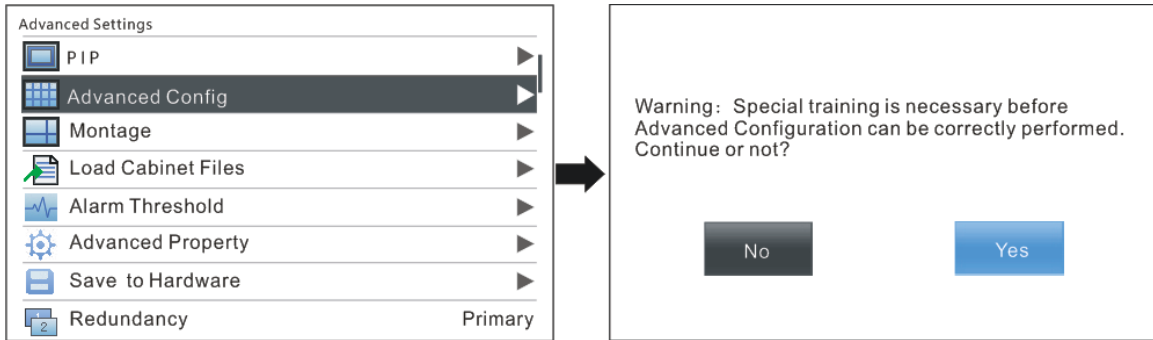 Advanced Settings
PIP
Advanced Config
Montage
Load Cabinet Files
Alarm Threshold
Advanced Property
Save to Hardware
2
Redundancy Primary
Warning: Special training is necessary before
Advanced Configuration can be correctly performed.
Continue or not?
No Yes